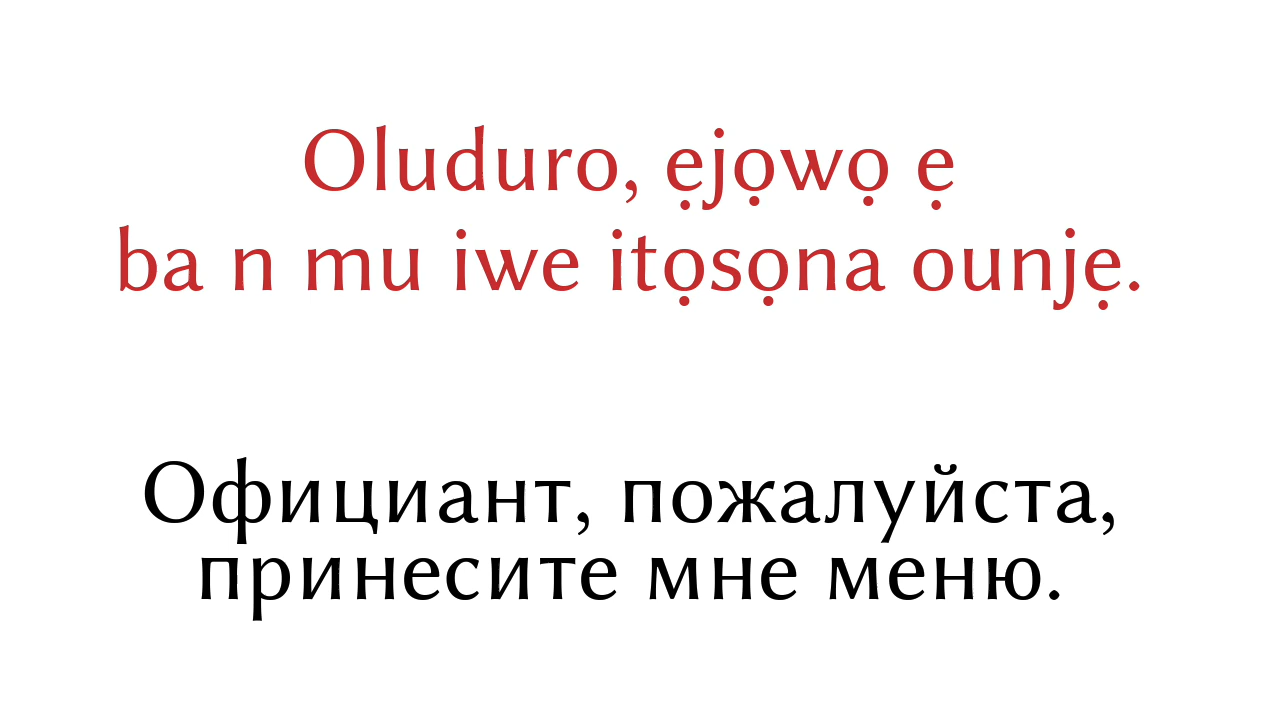 Oluduro, ẹjọwọ ẹ
ba n mu iwe itọsọna ounjẹ.
Официант, пожалуйста,
принесите мне меню.